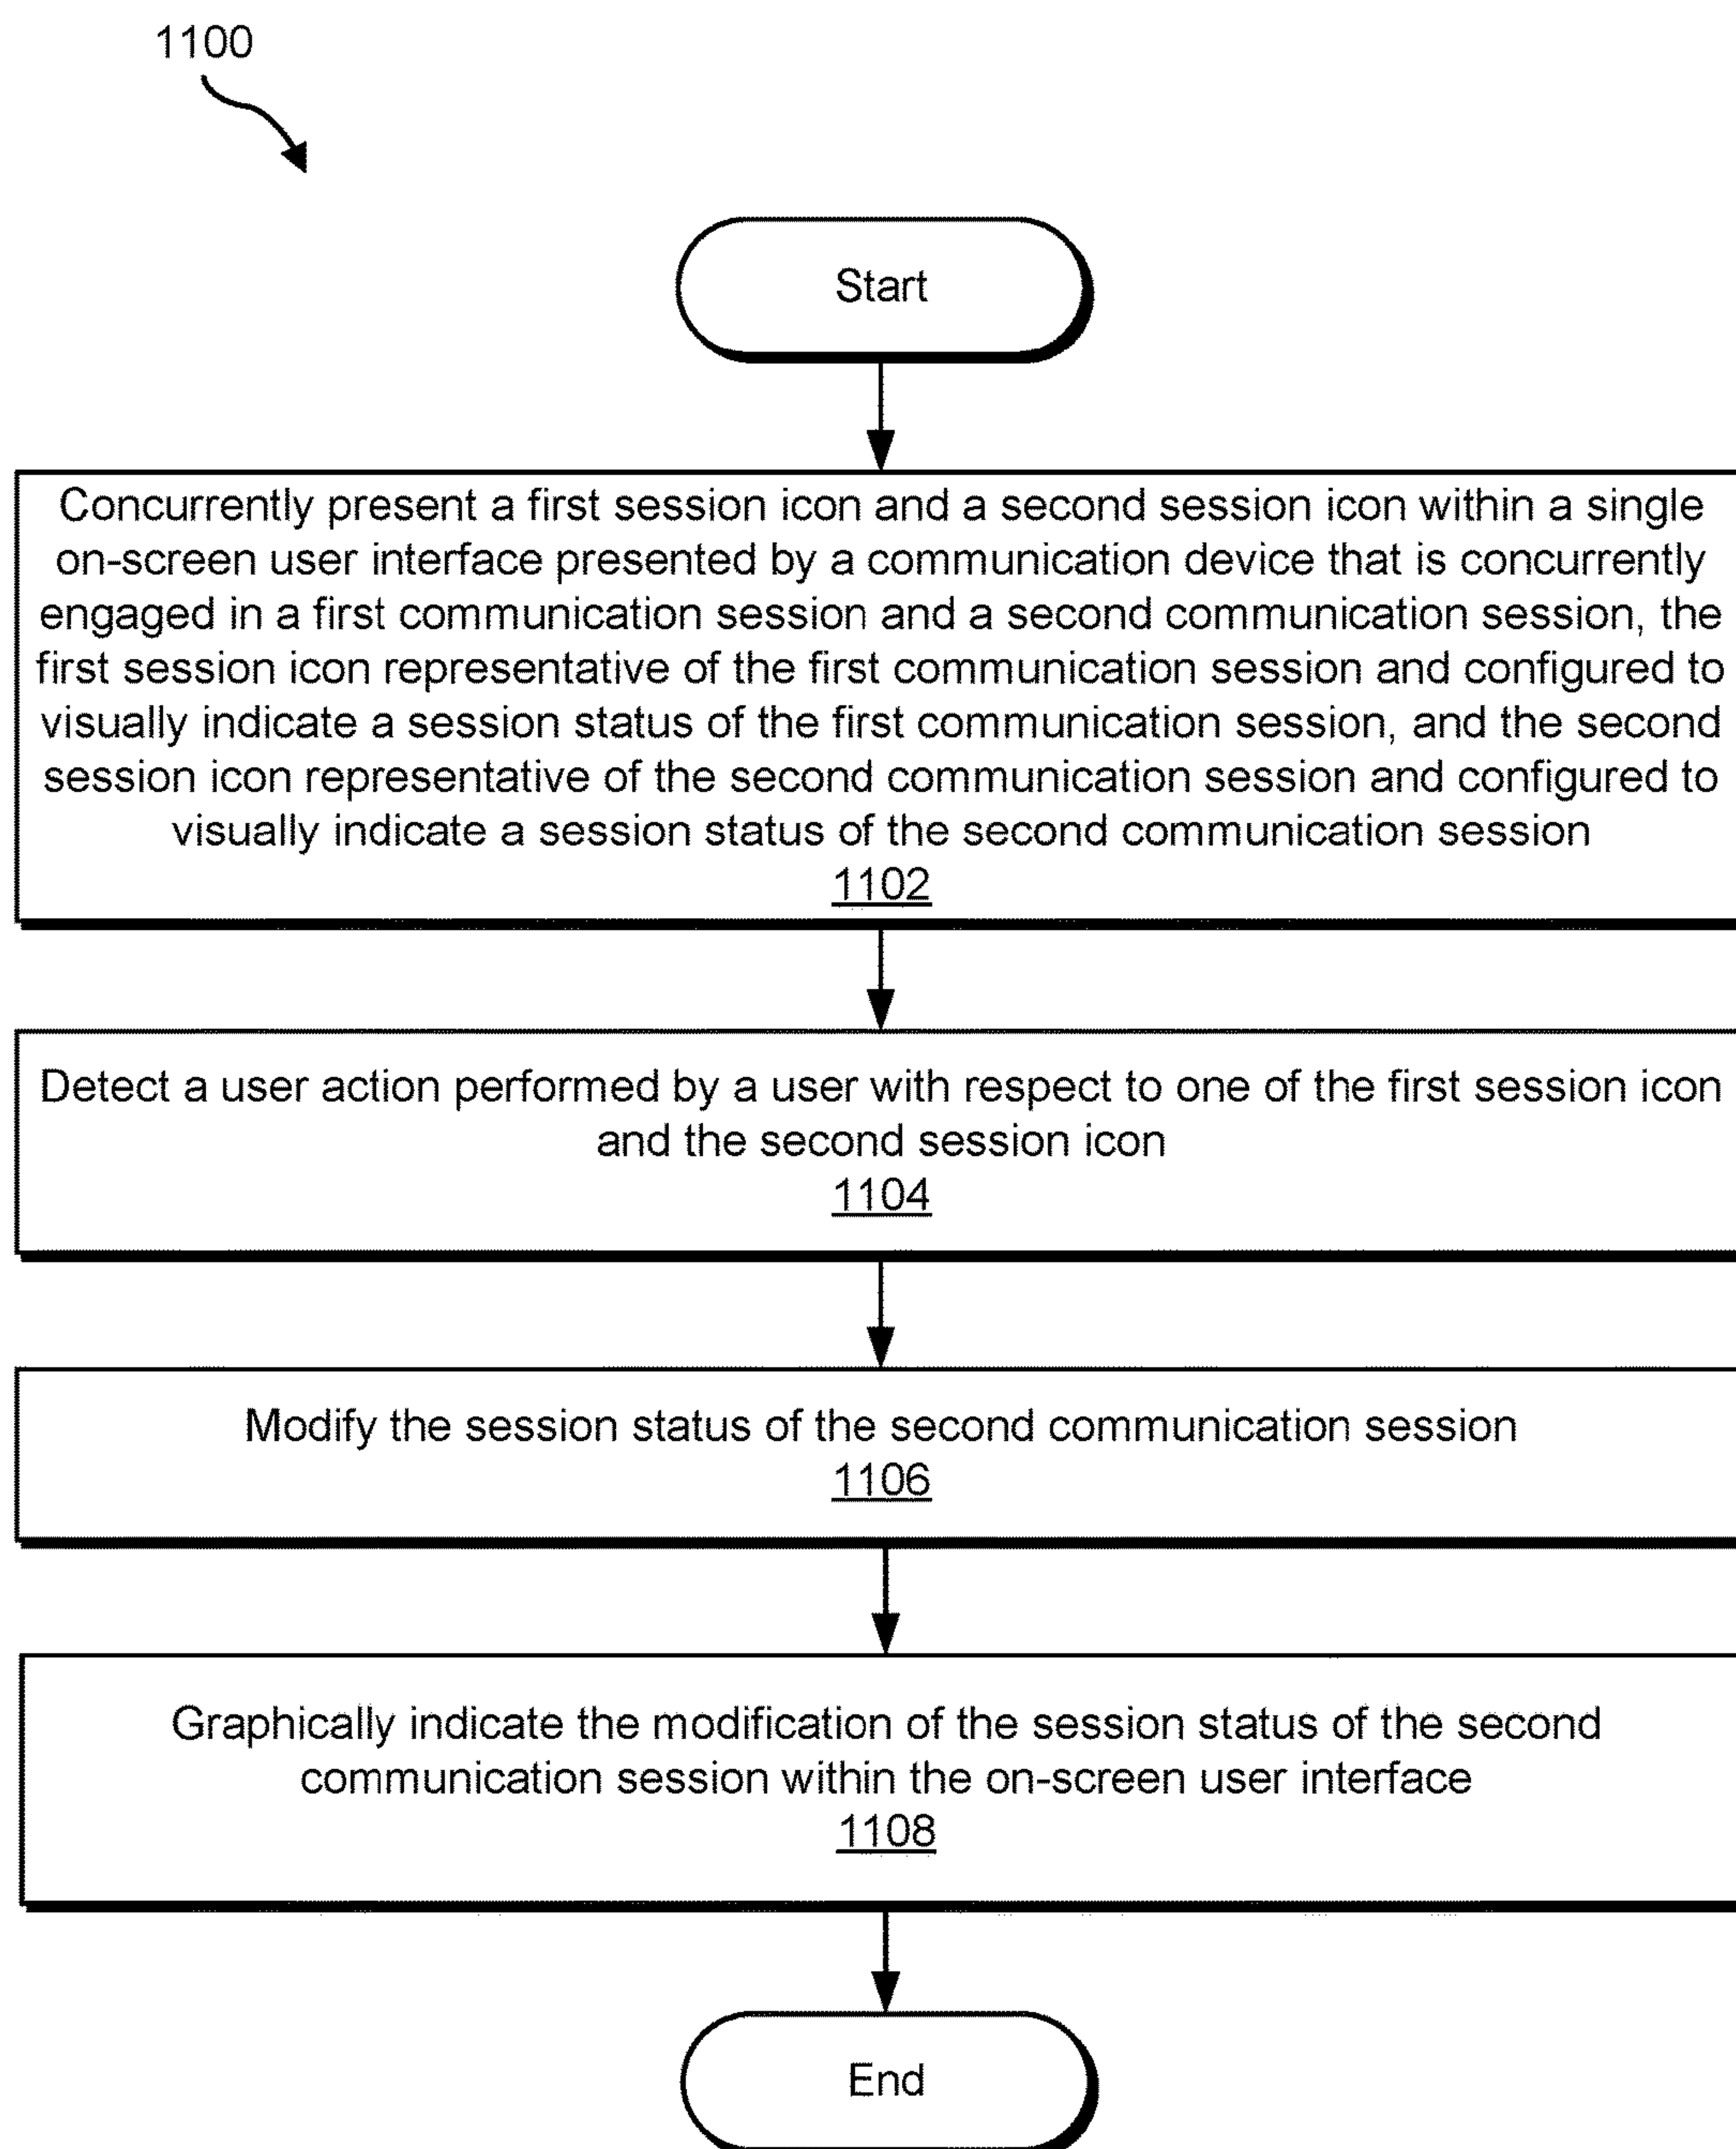 1100
Start
Concurrently present a first session icon and a second session icon within a single
on-screen user interface presented by a communication device that is concurrently
engaged in a first communication session and a second communication session, the
first session icon representative of the first communication session and configured to
visually indicate a session status of the first communication session, and the second
session icon representative of the second communication session and configured to
visually indicate a session status of the second communication session
1102
Detect a user action performed by a user with respect to one of the first session icon
and the second session icon
1104
Modify the session status of the second communication session
1106
Graphically indicate the modification of the session status of the second
communication session within the on-screen user interface
1108
End